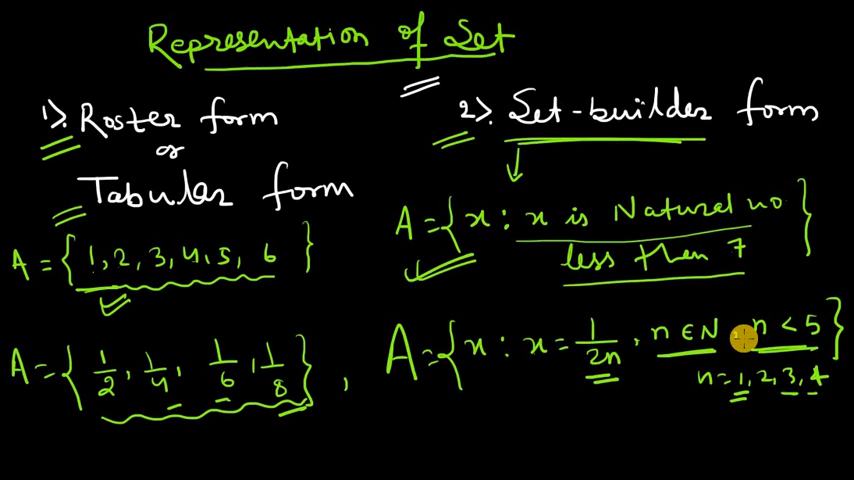 Representation of Set
1). Roster form
or
Tabular form
A = { 1, 2, 3, 4, 5, 6 }
A = { 1/2, 1/4, 1/6, 1/8 } ,
2). Set-builder form
A = { x : x is Natural no
less then 7 }
A = { x : x = 1/2n , n ∈ N , n < 5 }
n = 1, 2, 3, 4